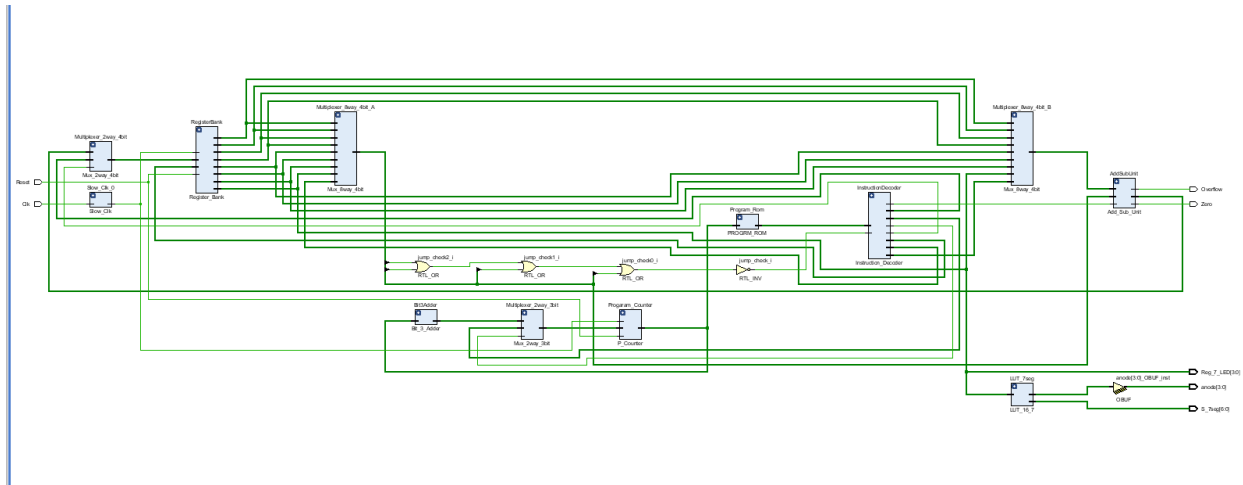 Multiplexer_8way_4bit_A
Multiplexer_8way_4bit_B
RegisterBank
Multiplexer_2way_4bit
Mux_2way_4bit
AddSubUnit
Reset
Slow_Clk_0
Mux_8way_4bit
Mux_8way_4bit
InstructionDecoder
Overflow
Register_Bank
Clk
Slow_Clk
Zero
Add_Sub_Unit
Program_Rom
PROGRM_ROM
jump_check2_i
jump_check1_i
jump_check0_i
jump_check_i
Instruction_Decoder
RTL_OR
RTL_OR
RTL_OR
RTL_INV
Bit3Adder
Multiplexer_2way_3bit
Progaram_Counter
Bit_3_Adder
Mux_2way_3bit
P_Counter
Reg_7_LED[3:0]
LUT_7seg
anode[3:0]_OBUF_inst
anode[3:0]
OBUF
LUT_16_7
S_7seg[6:0]